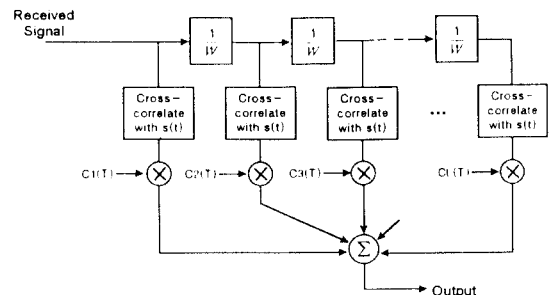 Received
Signal
1/W 1/W 1/W
Cross-
correlate
with s(t)
Cross-
correlate
with s(t)
Cross-
correlate
with s(t)
...
Cross-
correlate
with s(t)
C1(T) C2(T) C3(T) CL(T)
Σ
Output